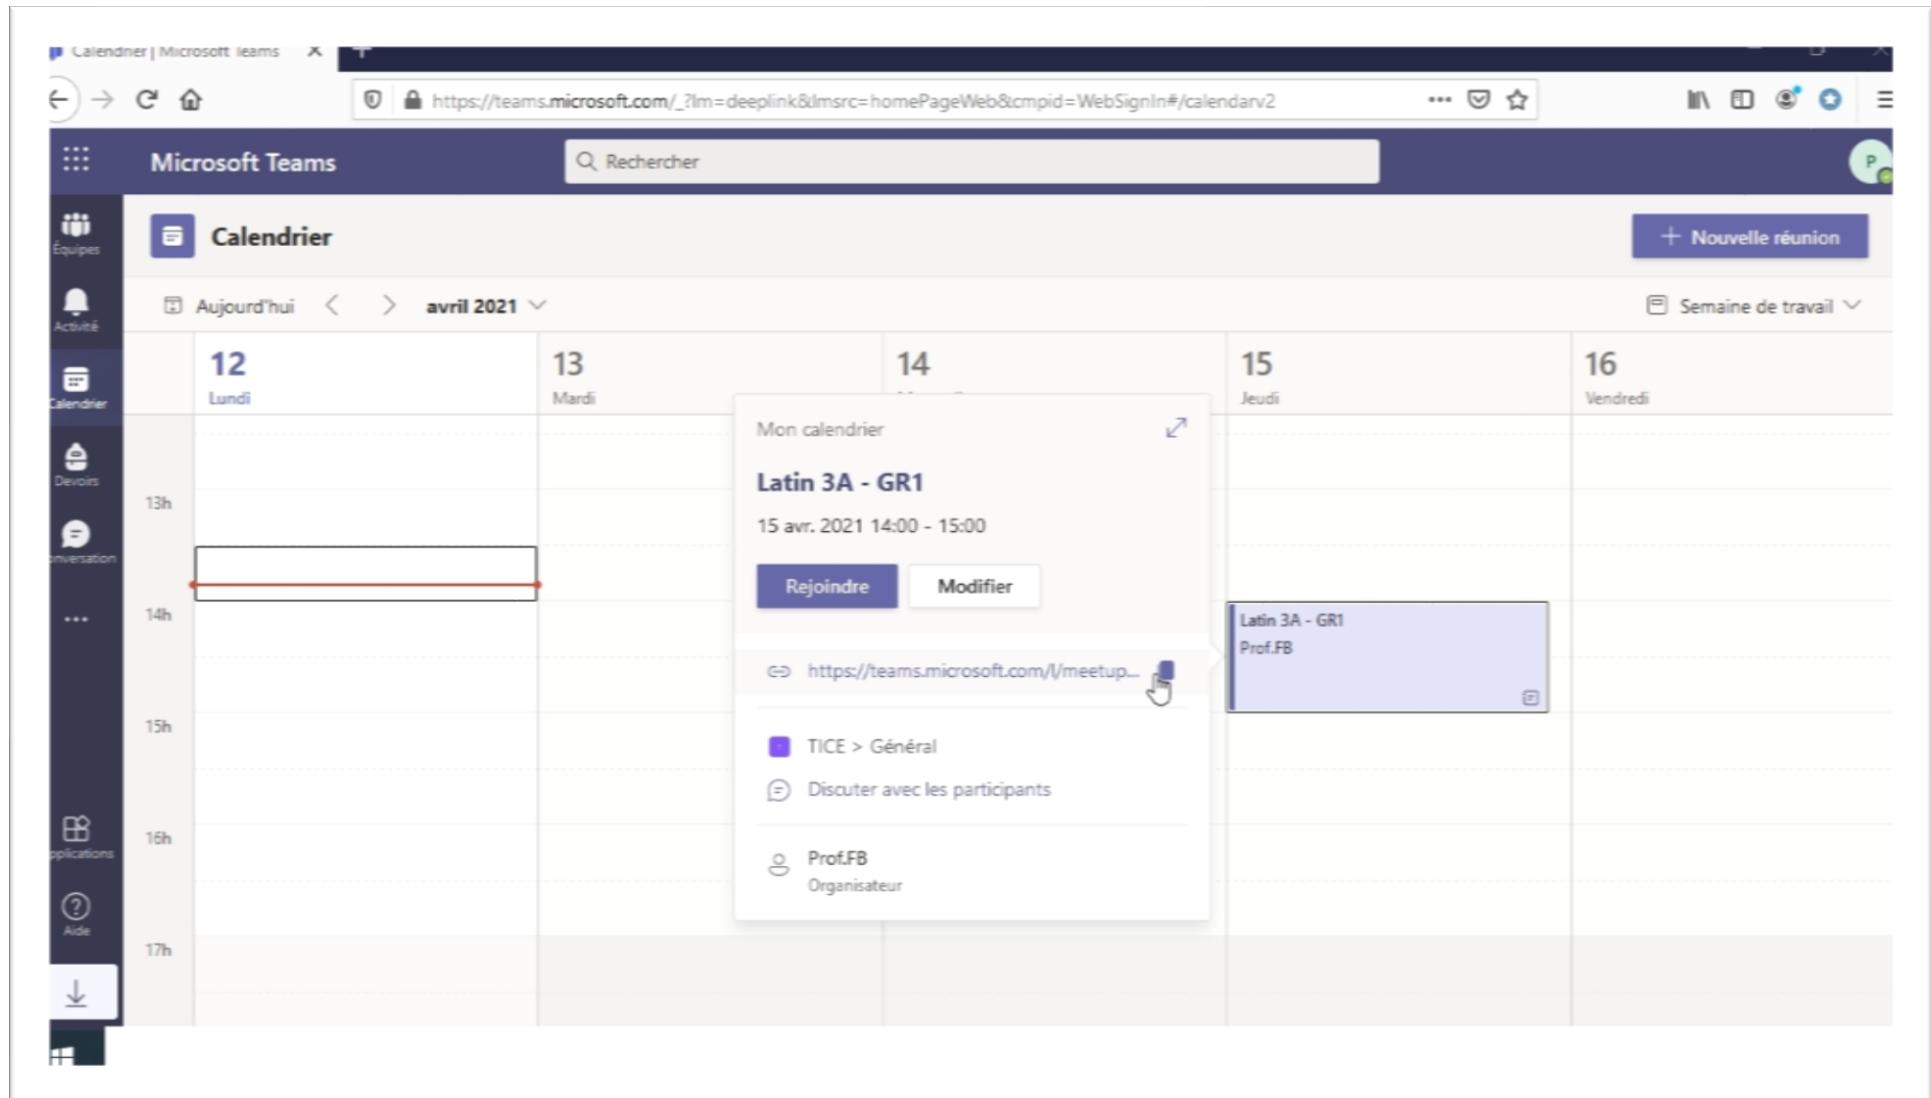 Calendrier | Microsoft Teams
https://teams.microsoft.com/_?lm=deeplink&lmsrc=homePageWeb&cmpid=WebSignIn#/calendarv2
Microsoft Teams
Rechercher
P
Équipes
Activité
Calendrier
Devoirs
onversation
pplications
Aide
Calendrier
+ Nouvelle réunion
Aujourd'hui
avril 2021
Semaine de travail
12
Lundi
13
Mardi
14
15
Jeudi
16
Vendredi
13h
14h
15h
16h
17h
Mon calendrier
Latin 3A - GR1
15 avr. 2021 14:00 - 15:00
Rejoindre
Modifier
https://teams.microsoft.com/l/meetup...
TICE > Général
Discuter avec les participants
Prof.FB
Organisateur
Latin 3A - GR1
Prof.FB